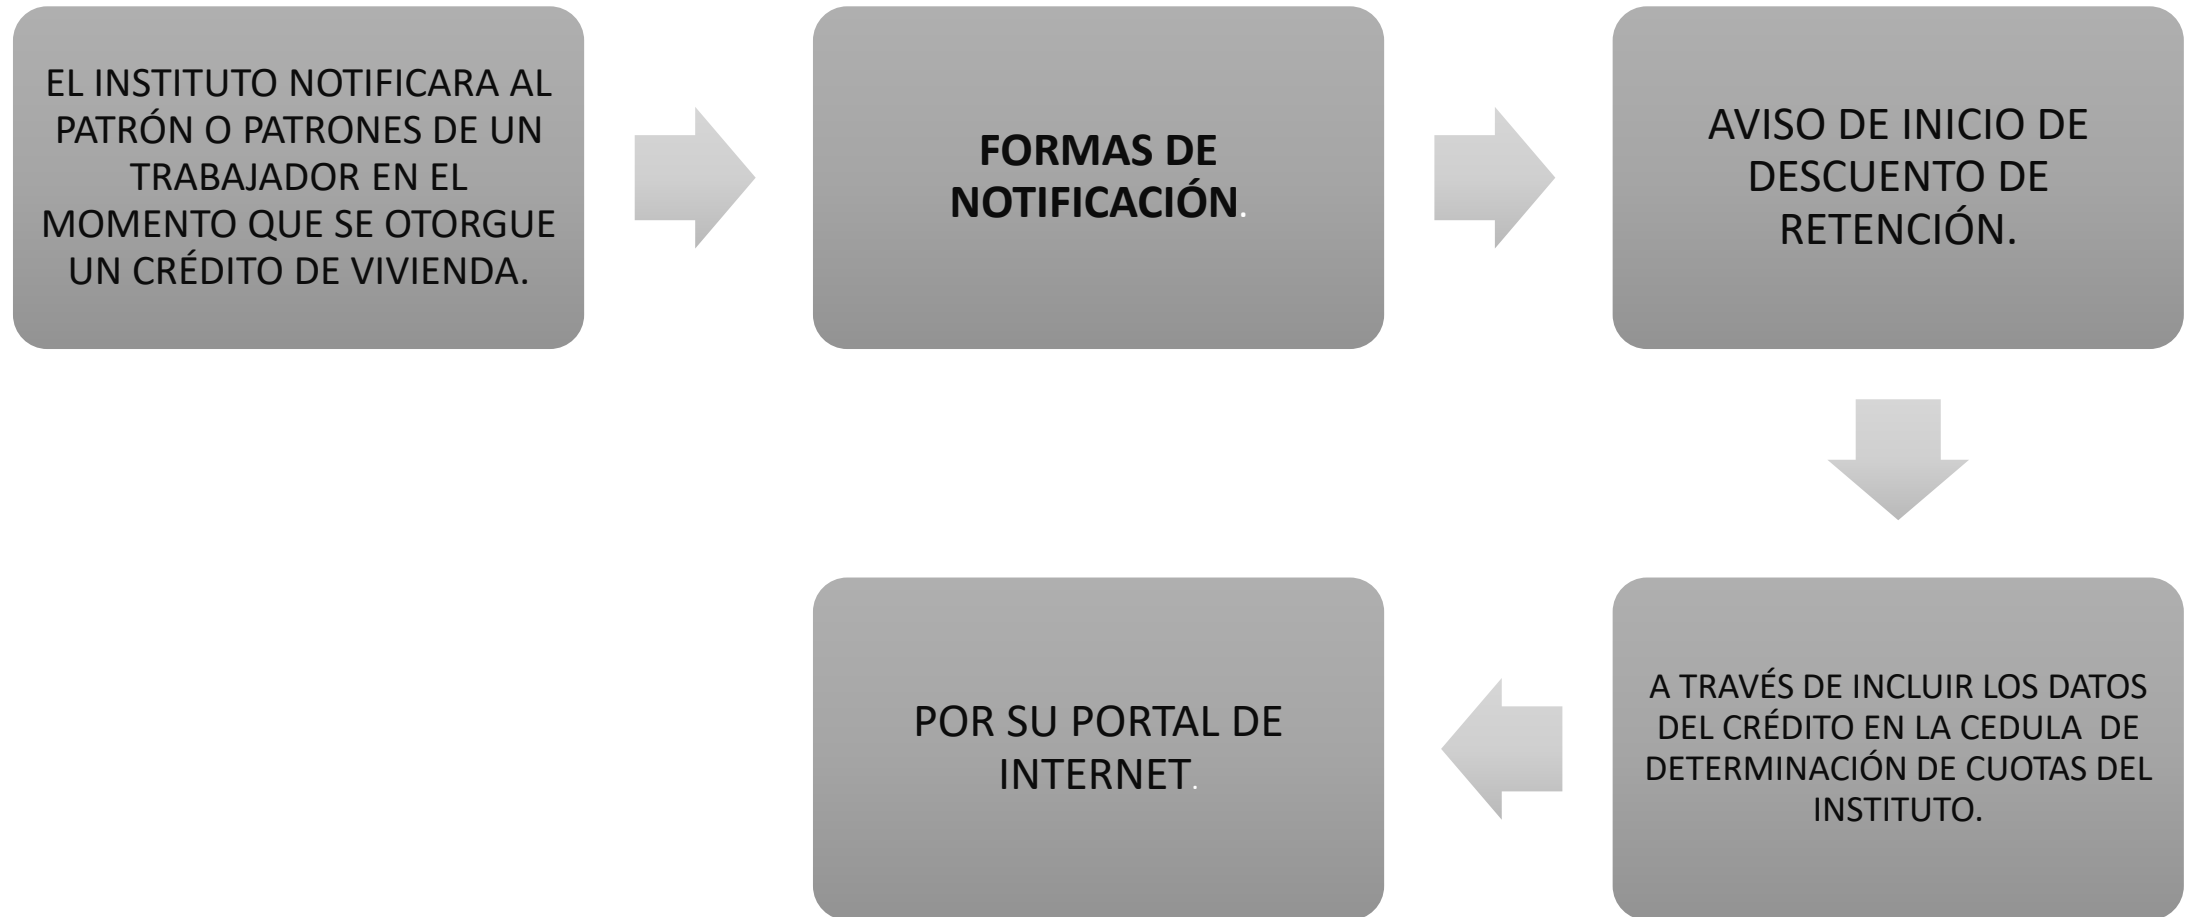 EL INSTITUTO NOTIFICARA AL
PATRÓN O PATRONES DE UN
TRABAJADOR EN EL
MOMENTO QUE SE OTORGUE
UN CRÉDITO DE VIVIENDA.
FORMAS DE
NOTIFICACIÓN.
AVISO DE INICIO DE
DESCUENTO DE
RETENCIÓN.
A TRAVÉS DE INCLUIR LOS DATOS
DEL CRÉDITO EN LA CEDULA  DE
DETERMINACIÓN DE CUOTAS DEL
INSTITUTO.
POR SU PORTAL DE
INTERNET.